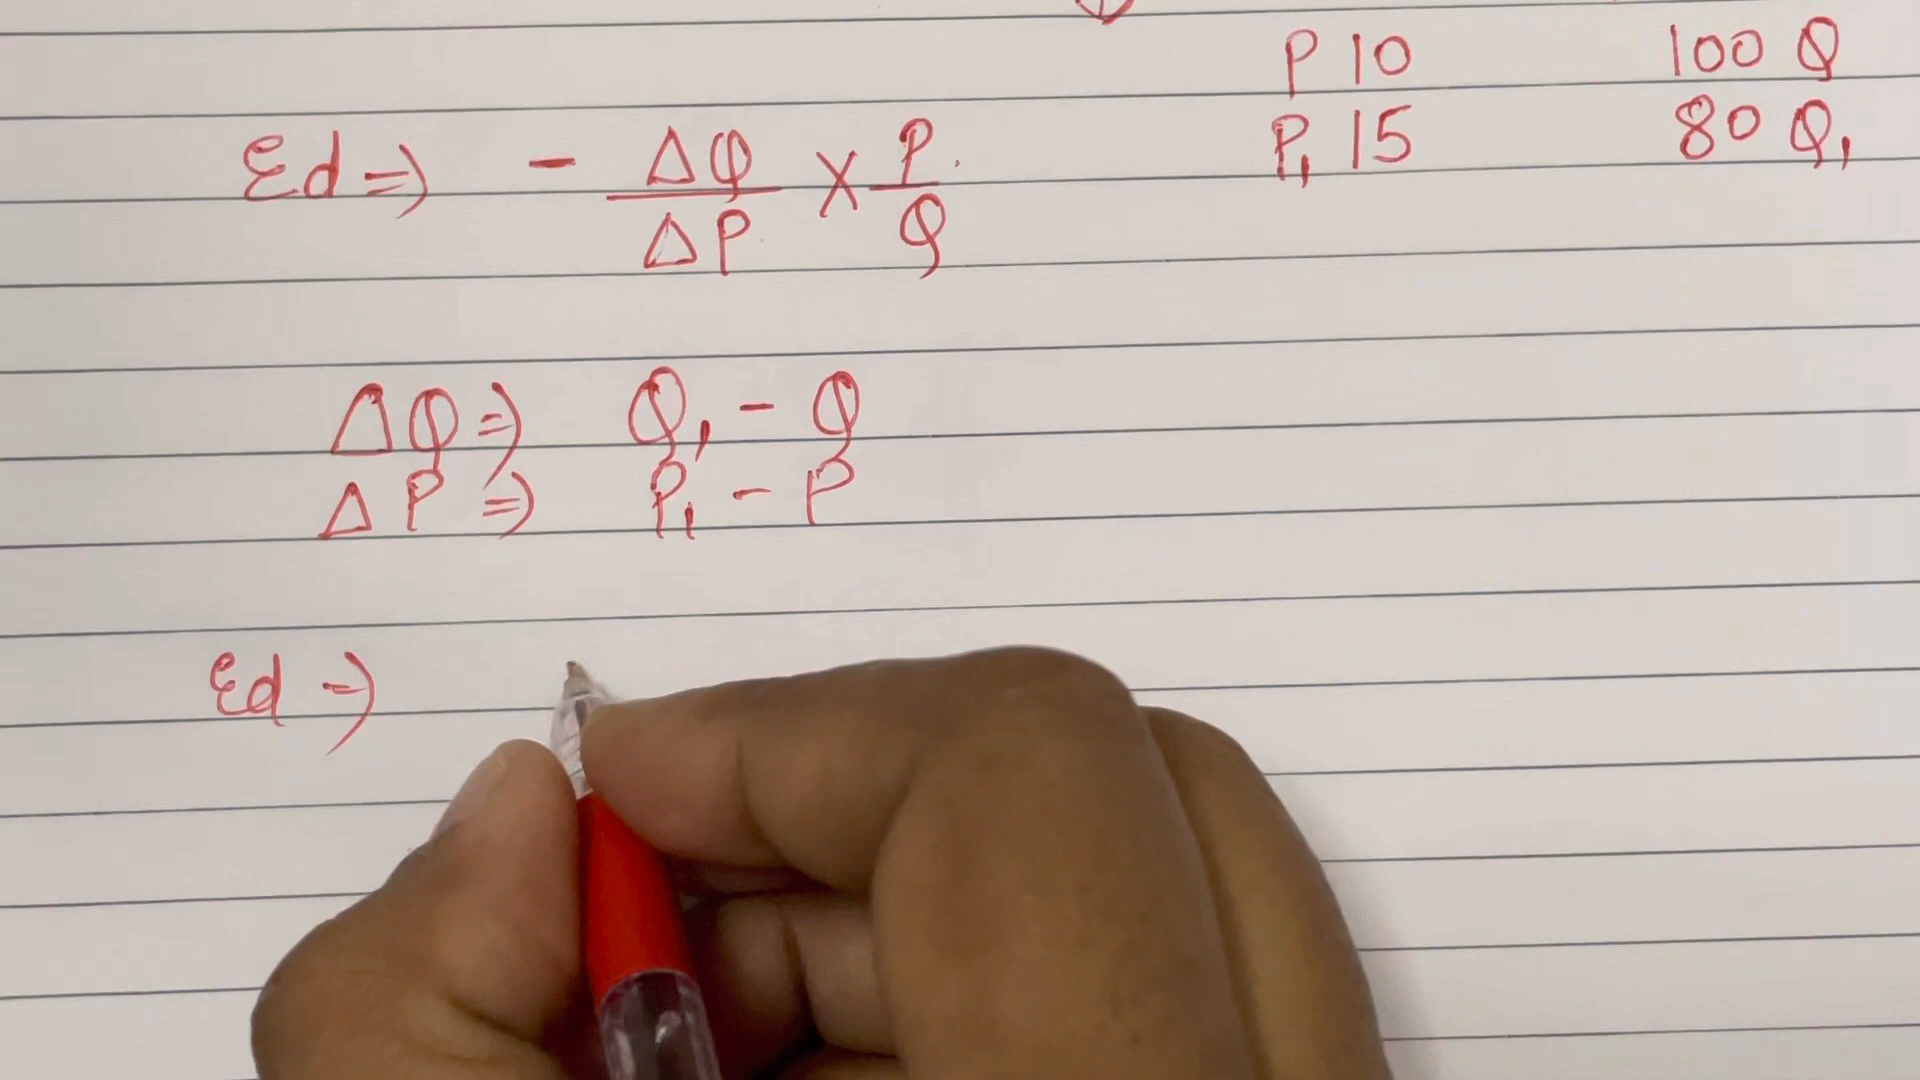 P 10 100 Q
P₁ 15 80 Q₁
Ed ⇒ - ΔQ/ΔP × P/Q
ΔQ ⇒ Q₁ - Q
ΔP ⇒ P₁ - P
Ed ⇒